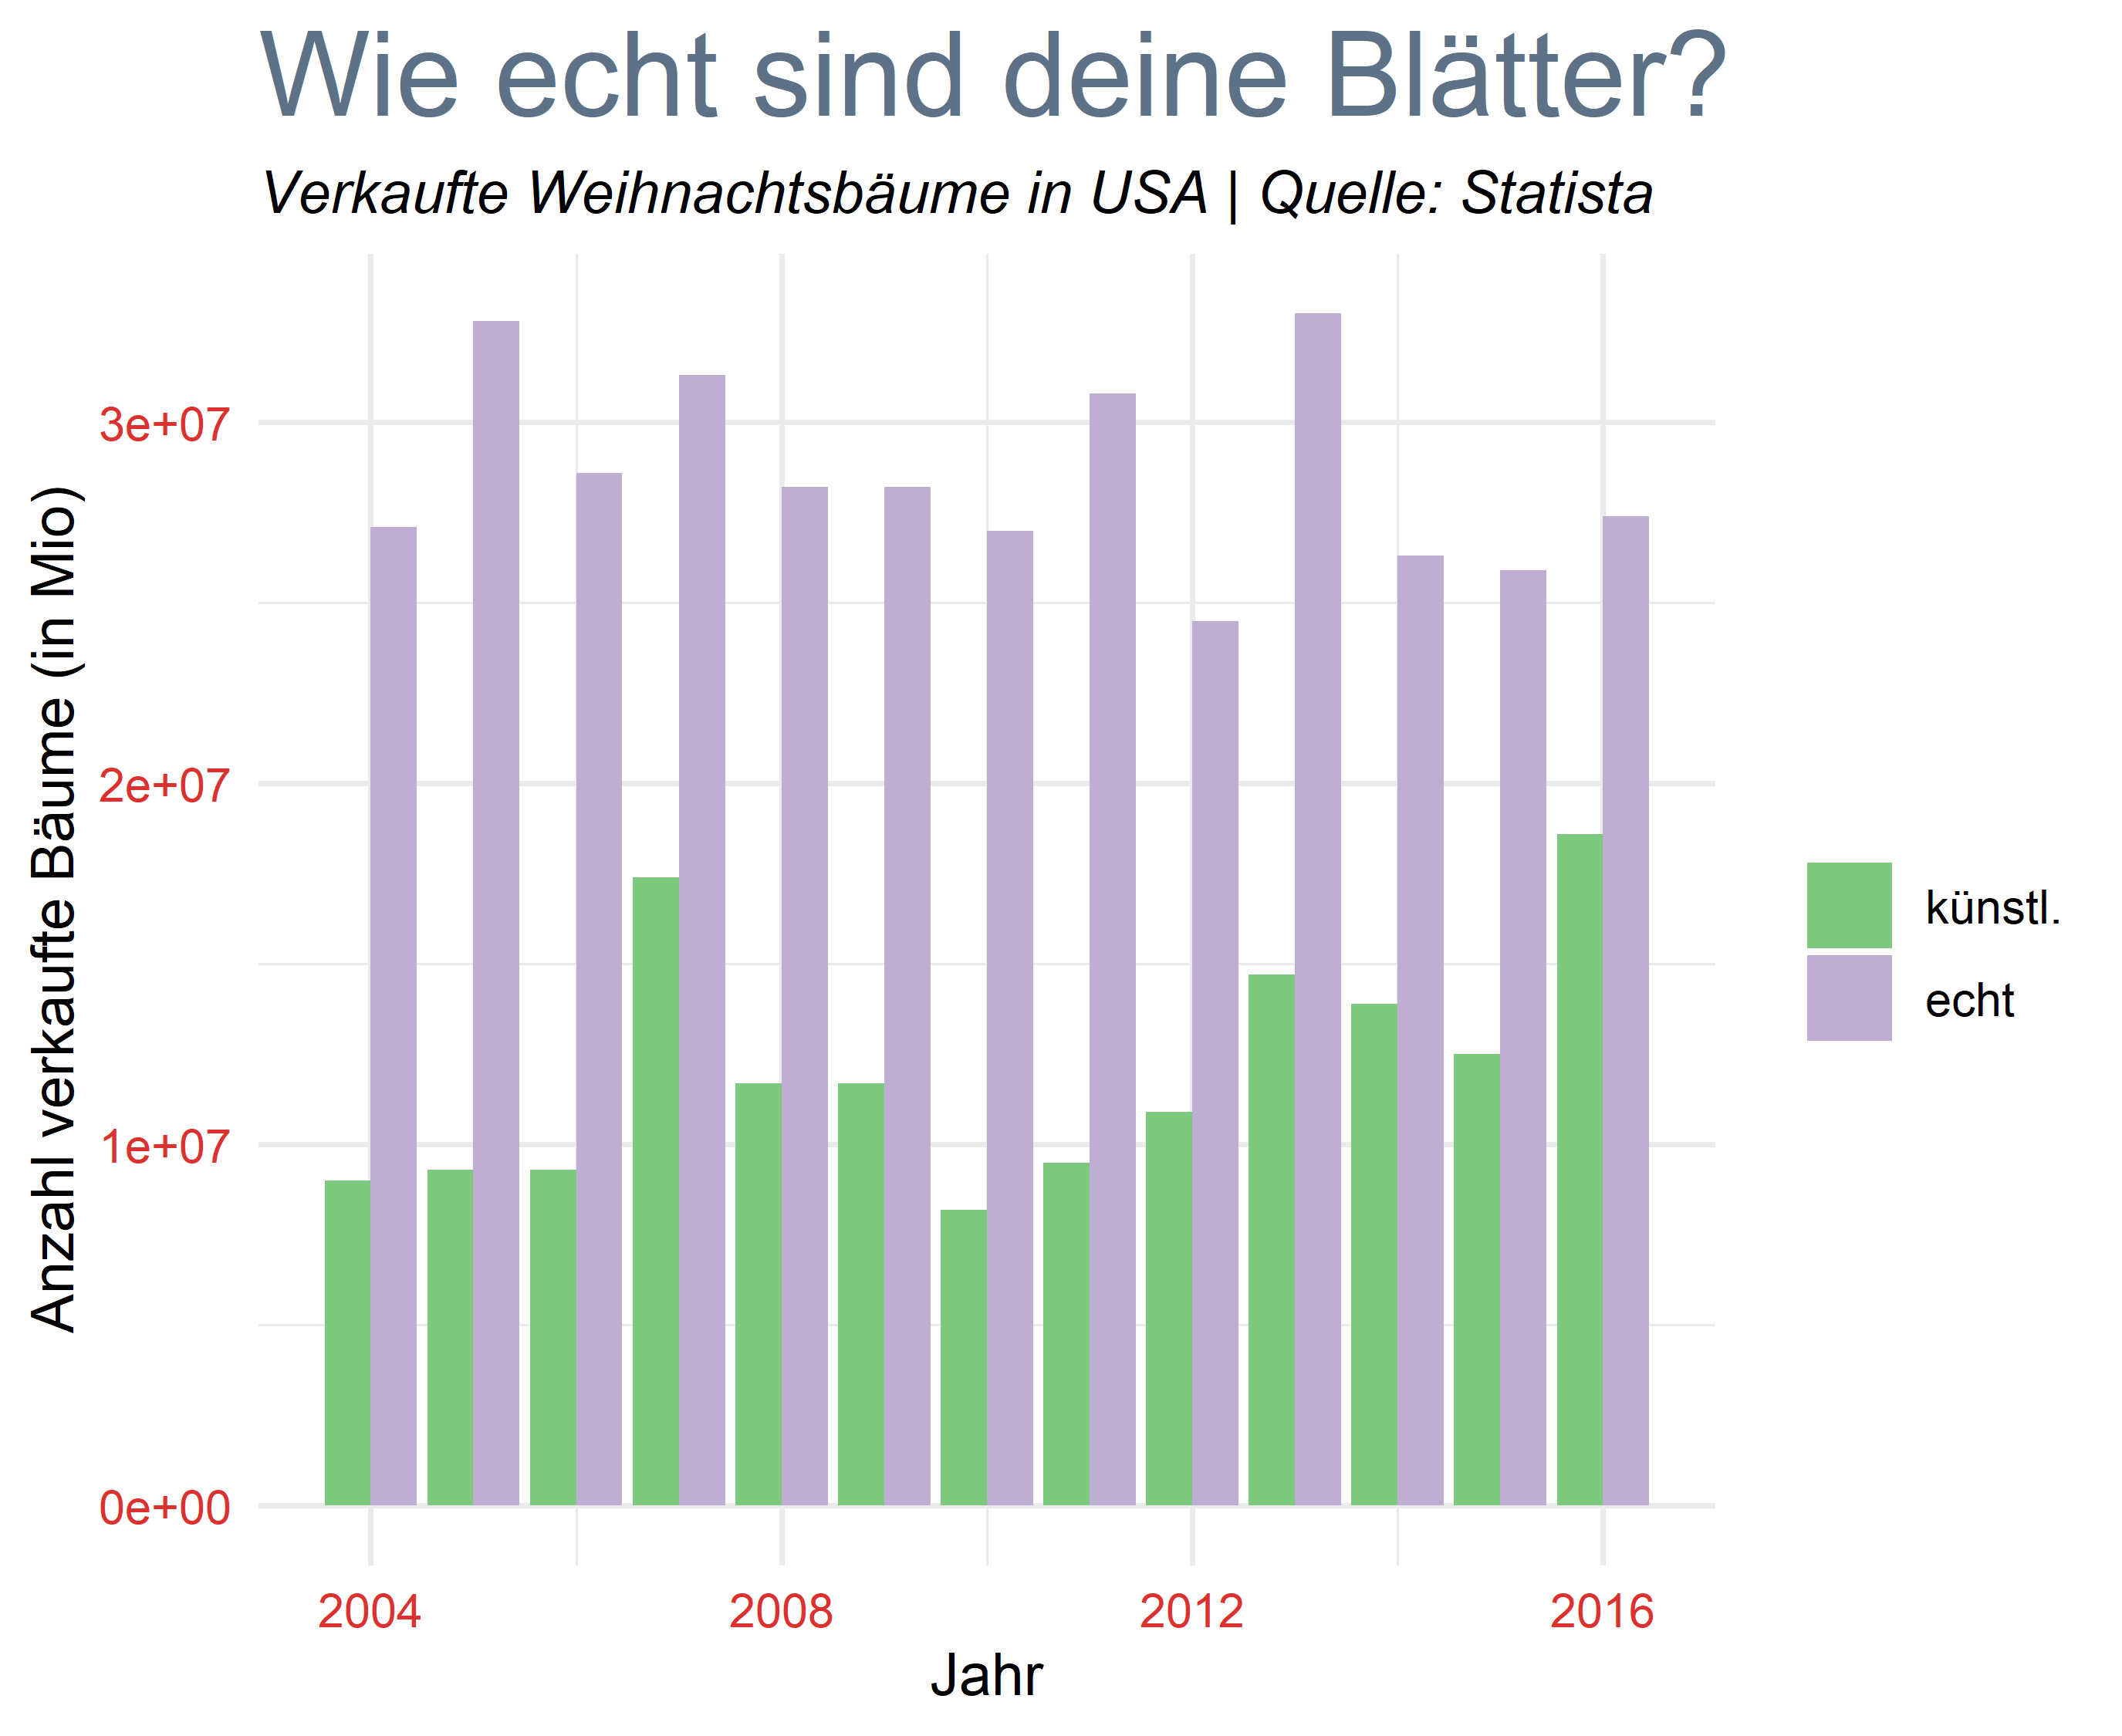 Wie echt sind deine Blätter?
Verkaufte Weihnachtsbäume in USA | Quelle: Statista
Anzahl verkaufte Bäume (in Mio)
3e+07
2e+07
1e+07
0e+00
künstl.
echt
2004
2008
2012
2016
Jahr